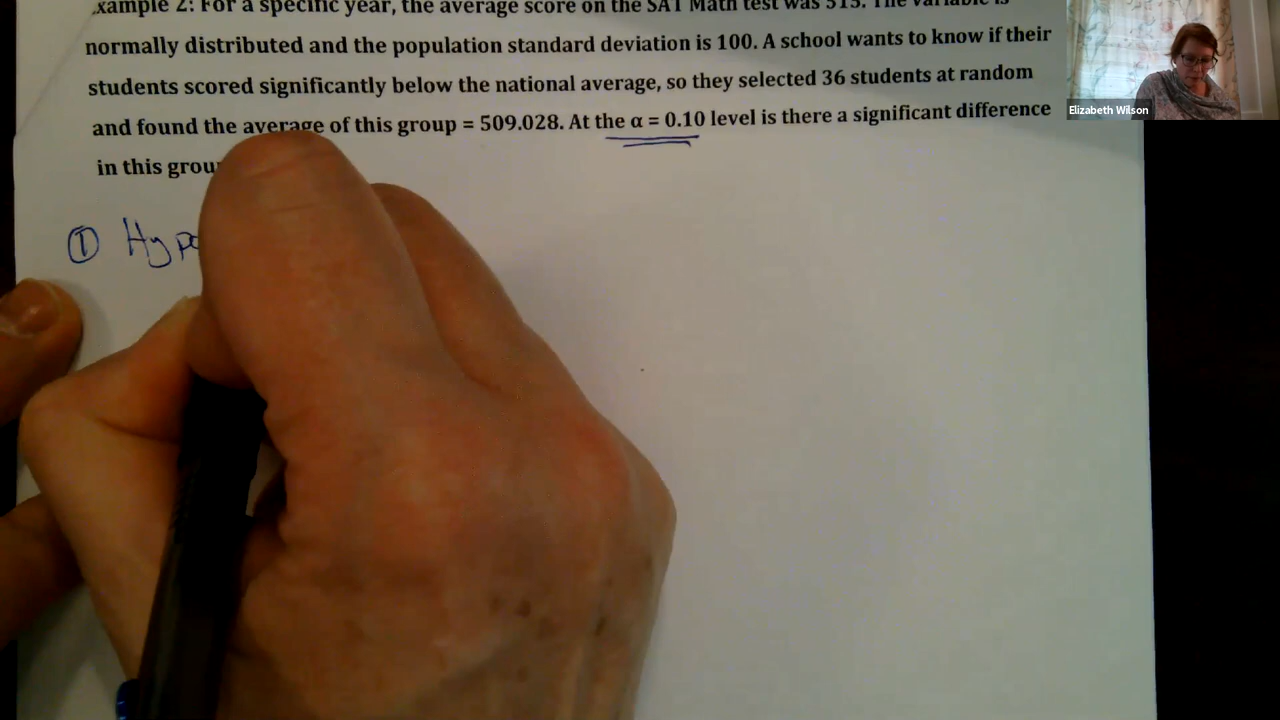 xample 2: For a specific year, the average score on the SAT Math test was 515. The variable is
normally distributed and the population standard deviation is 100. A school wants to know if their
students scored significantly below the national average, so they selected 36 students at random
and found the average of this group = 509.028. At the α = 0.10 level is there a significant difference
in this grou
① Hypo
Elizabeth Wilson